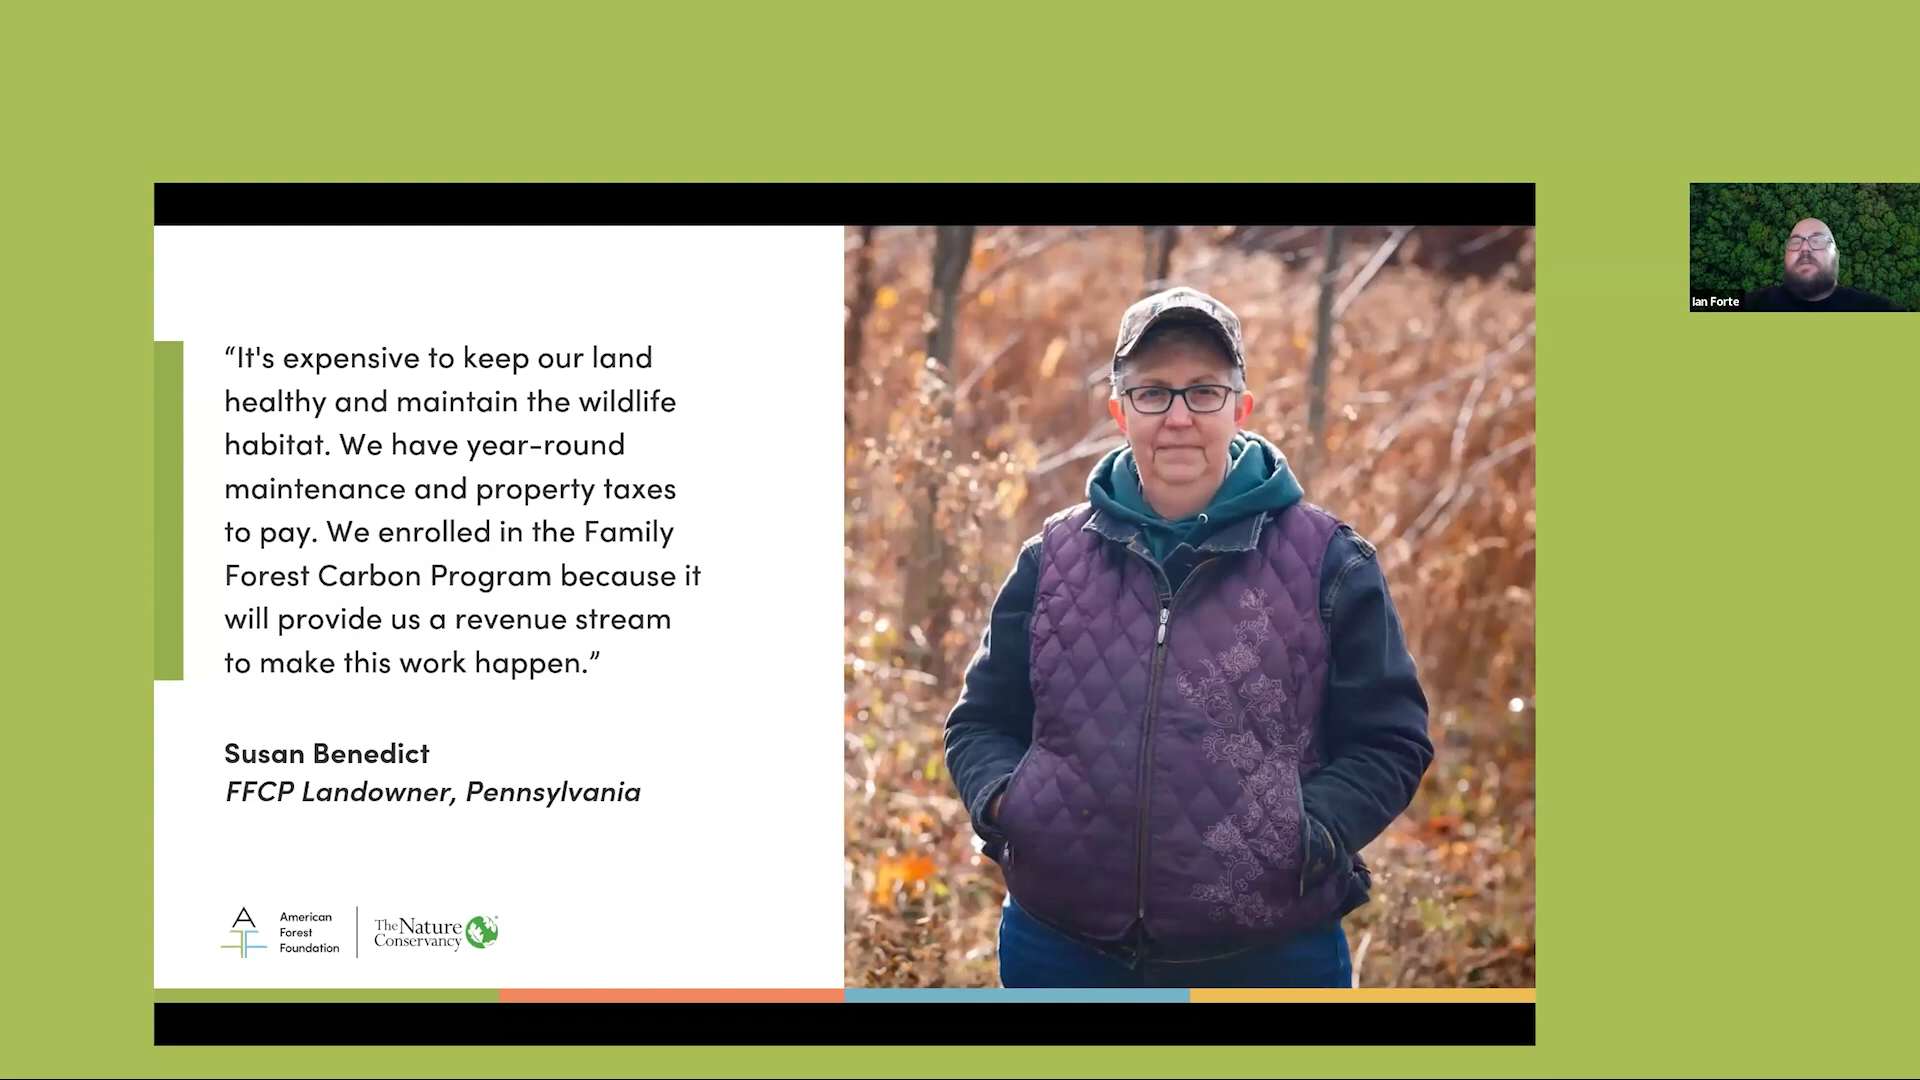 “It's expensive to keep our land
healthy and maintain the wildlife
habitat. We have year-round
maintenance and property taxes
to pay. We enrolled in the Family
Forest Carbon Program because it
will provide us a revenue stream
to make this work happen.”
Susan Benedict
FFCP Landowner, Pennsylvania
American
Forest
Foundation
The Nature
Conservancy
Ian Forte